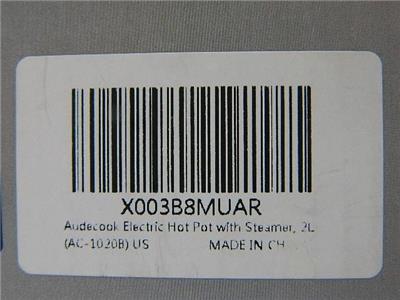 X003B8MUAR
Audecook Electric Hot Pot with Steamer, 2L
(AC-1020B) US MADE IN CH